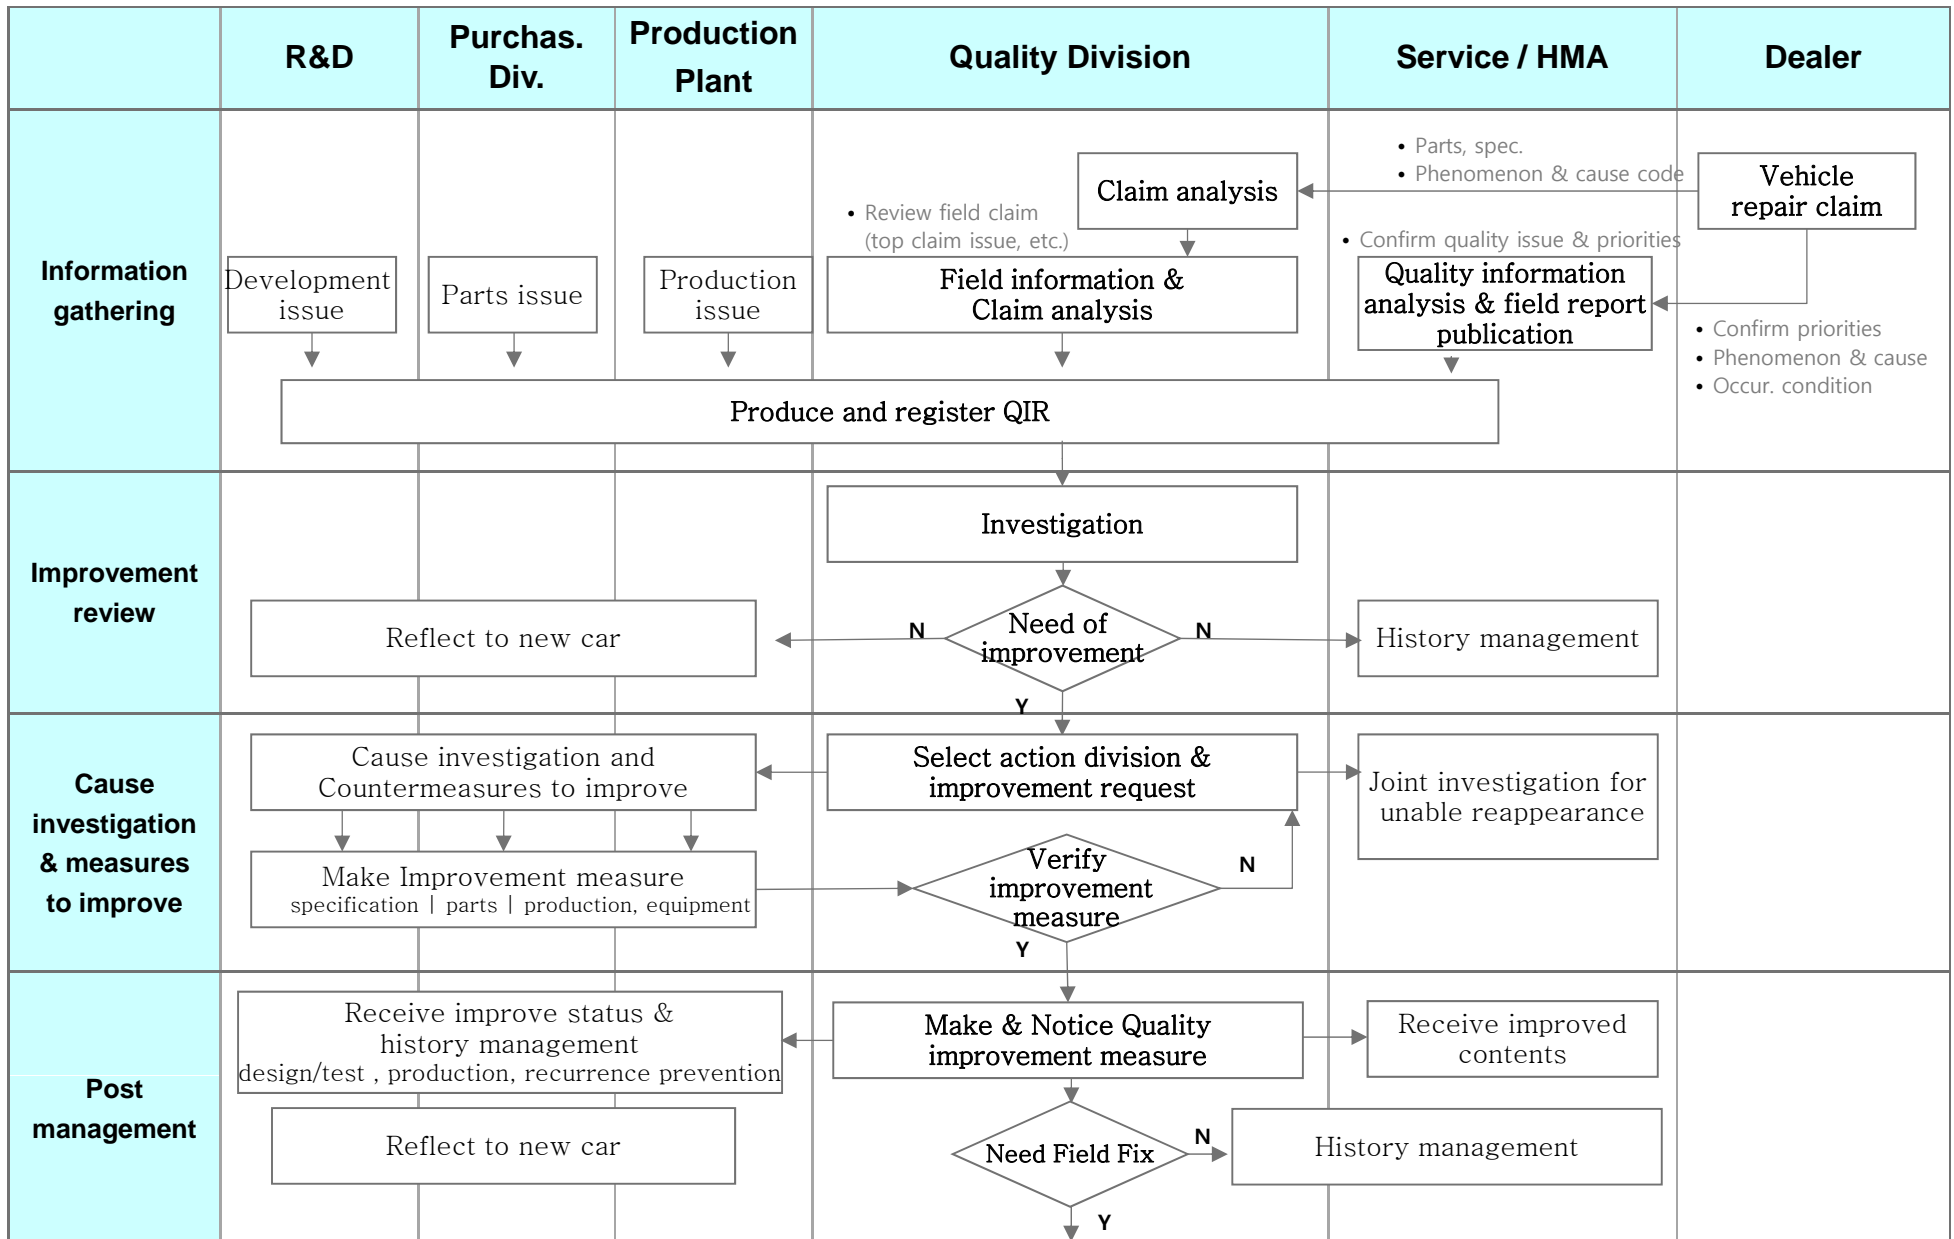 R&D
Purchas.
Div.
Production
Plant
Quality Division
Service / HMA
Dealer
Information
gathering
• Parts, spec.
• Phenomenon & cause code
Claim analysis
Vehicle
repair claim
• Review field claim
(top claim issue, etc.)
• Confirm quality issue & priorities
Development
issue
Parts issue
Production
issue
Field information &
Claim analysis
Quality information
analysis & field report
publication
• Confirm priorities
• Phenomenon & cause
• Occur. condition
Produce and register QIR
Improvement
review
Investigation
Reflect to new car
N
Need of
improvement
N
History management
Y
Cause
investigation
& measures
to improve
Cause investigation and
Countermeasures to improve
Select action division &
improvement request
Joint investigation for
unable reappearance
Make Improvement measure
specification | parts | production, equipment
Verify
improvement
measure
N
Y
Post
management
Receive improve status &
history management
design/test , production, recurrence prevention
Make & Notice Quality
improvement measure
Receive improved
contents
Reflect to new car
Need Field Fix
N
History management
Y